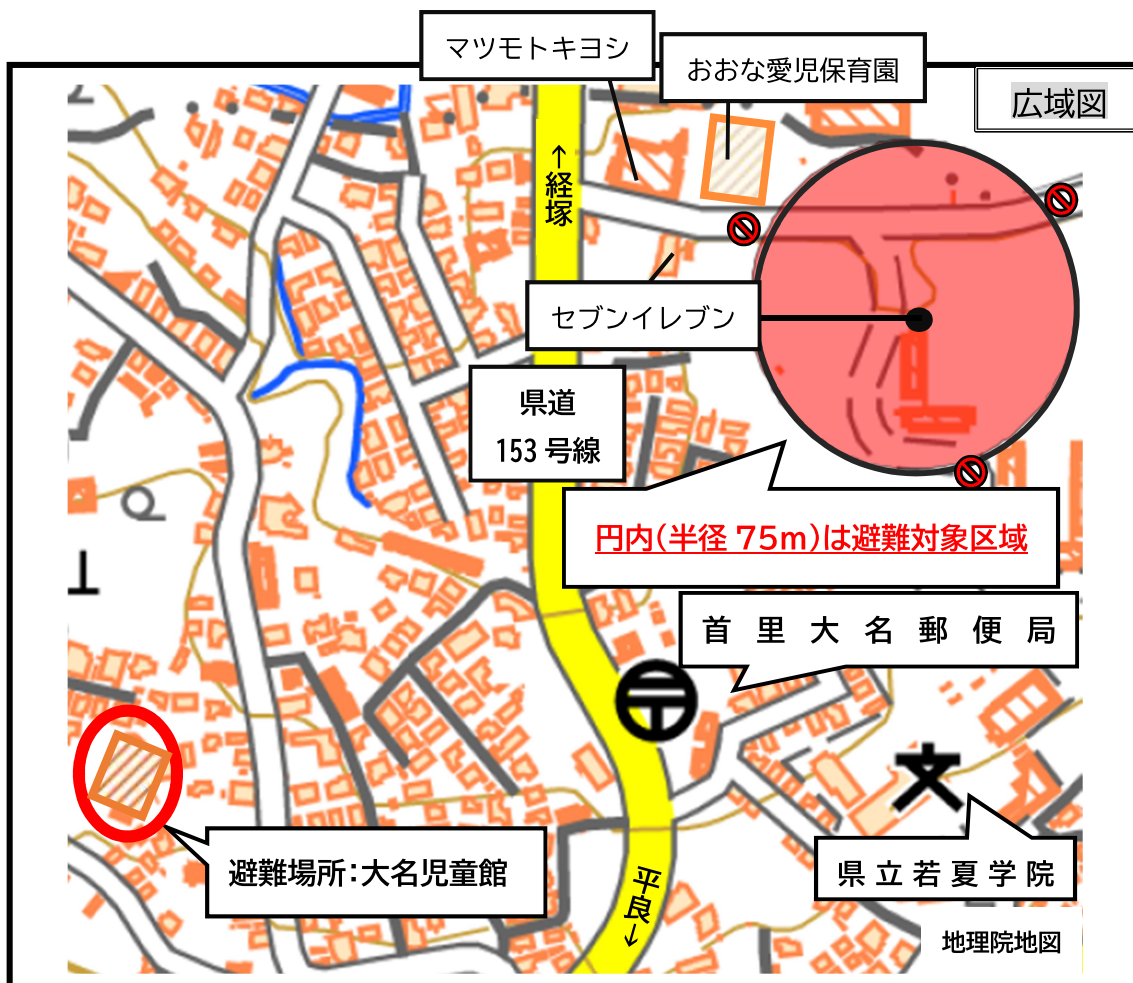 マツモトキヨシ
おおな愛児保育園
広域図
↑経塚
セブンイレブン
県道
153号線
円内(半径75m)は避難対象区域
首里大名郵便局
避難場所:大名児童館
県立若夏学院
平良↓
地理院地図